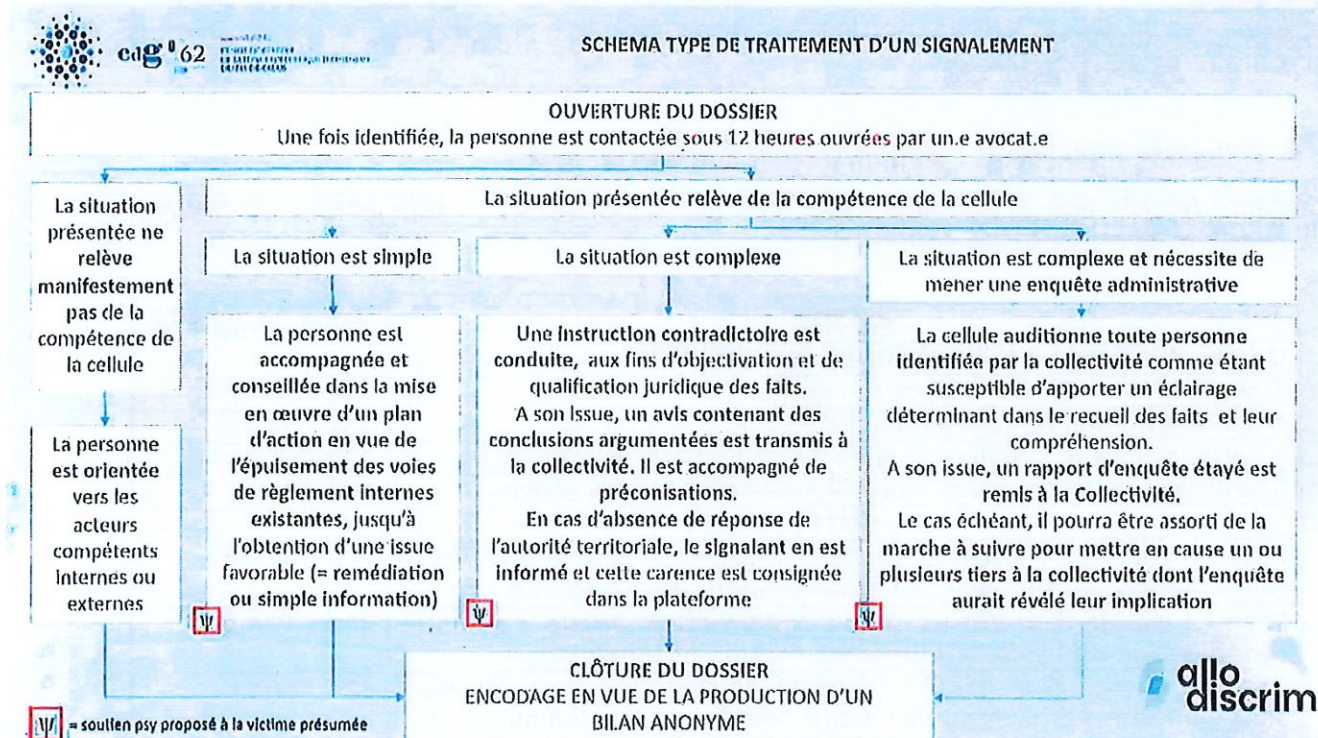 cdg 62
SCHEMA TYPE DE TRAITEMENT D'UN SIGNALEMENT
OUVERTURE DU DOSSIER
Une fois identifiée, la personne est contactée sous 12 heures ouvrées par un.e avocat.e
La situation
présentée ne
relève
manifestement
pas de la
compétence de
la cellule
La personne
est orientée
vers les
acteurs
compétents
internes ou
externes
La situation présentée relève de la compétence de la cellule
La situation est simple
La personne est
accompagnée et
conseillée dans la mise
en œuvre d'un plan
d'action en vue de
l'épuisement des voies
de règlement internes
existantes, jusqu'à
l'obtention d'une issue
favorable (= remédiation
ou simple information)
ψ
La situation est complexe
Une instruction contradictoire est
conduite, aux fins d'objectivation et de
qualification juridique des faits.
A son issue, un avis contenant des
conclusions argumentées est transmis à
la collectivité. Il est accompagné de
préconisations.
En cas d'absence de réponse de
l'autorité territoriale, le signalant en est
informé et cette carence est consignée
dans la plateforme
ψ
La situation est complexe et nécessite de
mener une enquête administrative
La cellule auditionne toute personne
identifiée par la collectivité comme étant
susceptible d'apporter un éclairage
déterminant dans le recueil des faits et leur
compréhension.
A son issue, un rapport d'enquête étayé est
remis à la Collectivité.
Le cas échéant, il pourra être assorti de la
marche à suivre pour mettre en cause un ou
plusieurs tiers à la collectivité dont l'enquête
aurait révélé leur implication
ψ
CLÔTURE DU DOSSIER
ENCODAGE EN VUE DE LA PRODUCTION D'UN
BILAN ANONYME
ψ = soutien psy proposé à la victime présumée
allo
discrim